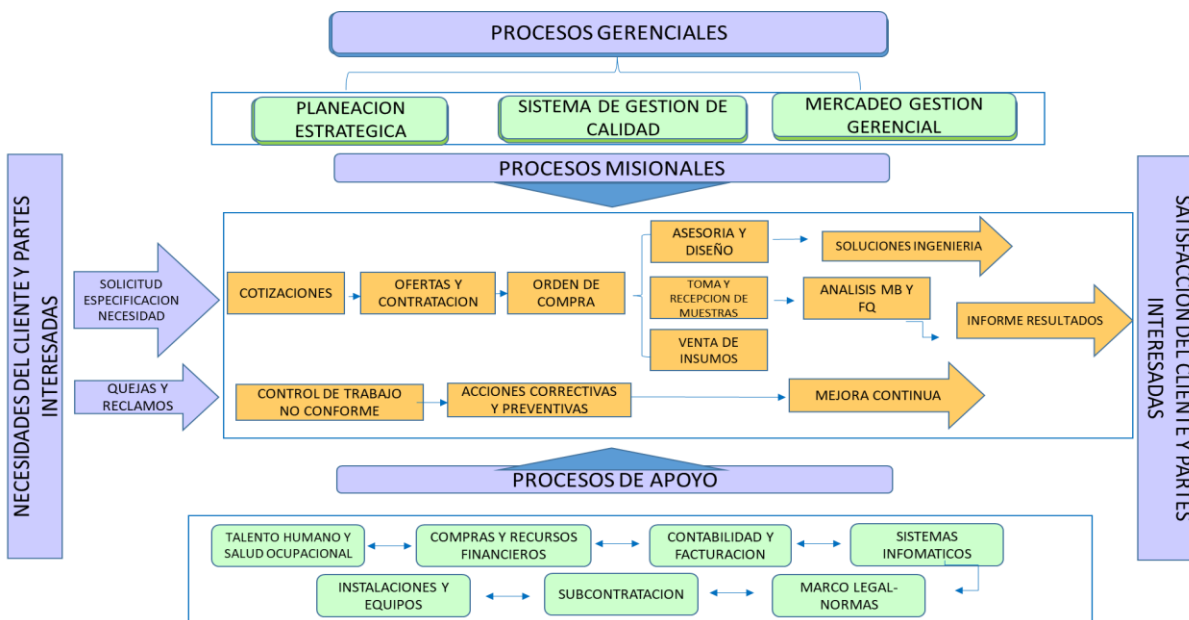 PROCESOS GERENCIALES
PLANEACION
ESTRATEGICA
SISTEMA DE GESTION DE
CALIDAD
MERCADEO GESTION
GERENCIAL
PROCESOS MISIONALES
NECESIDADES DEL CLIENTE Y PARTES
INTERESADAS
SOLICITUD
ESPECIFICACION
NECESIDAD
COTIZACIONES
OFERTAS Y
CONTRATACION
ORDEN DE
COMPRA
ASESORIA Y
DISEÑO
SOLUCIONES INGENIERIA
TOMA Y
RECEPCION DE
MUESTRAS
ANALISIS MB Y
FQ
INFORME RESULTADOS
VENTA DE
INSUMOS
QUEJAS Y
RECLAMOS
CONTROL DE TRABAJO
NO CONFORME
ACCIONES CORRECTIVAS
Y PREVENTIVAS
MEJORA CONTINUA
SATISFACCION DEL CLIENTE Y PARTES
INTERESADAS
PROCESOS DE APOYO
TALENTO HUMANO Y
SALUD OCUPACIONAL
COMPRAS Y RECURSOS
FINANCIEROS
CONTABILIDAD Y
FACTURACION
SISTEMAS
INFOMATICOS
INSTALACIONES Y
EQUIPOS
SUBCONTRATACION
MARCO LEGAL-
NORMAS